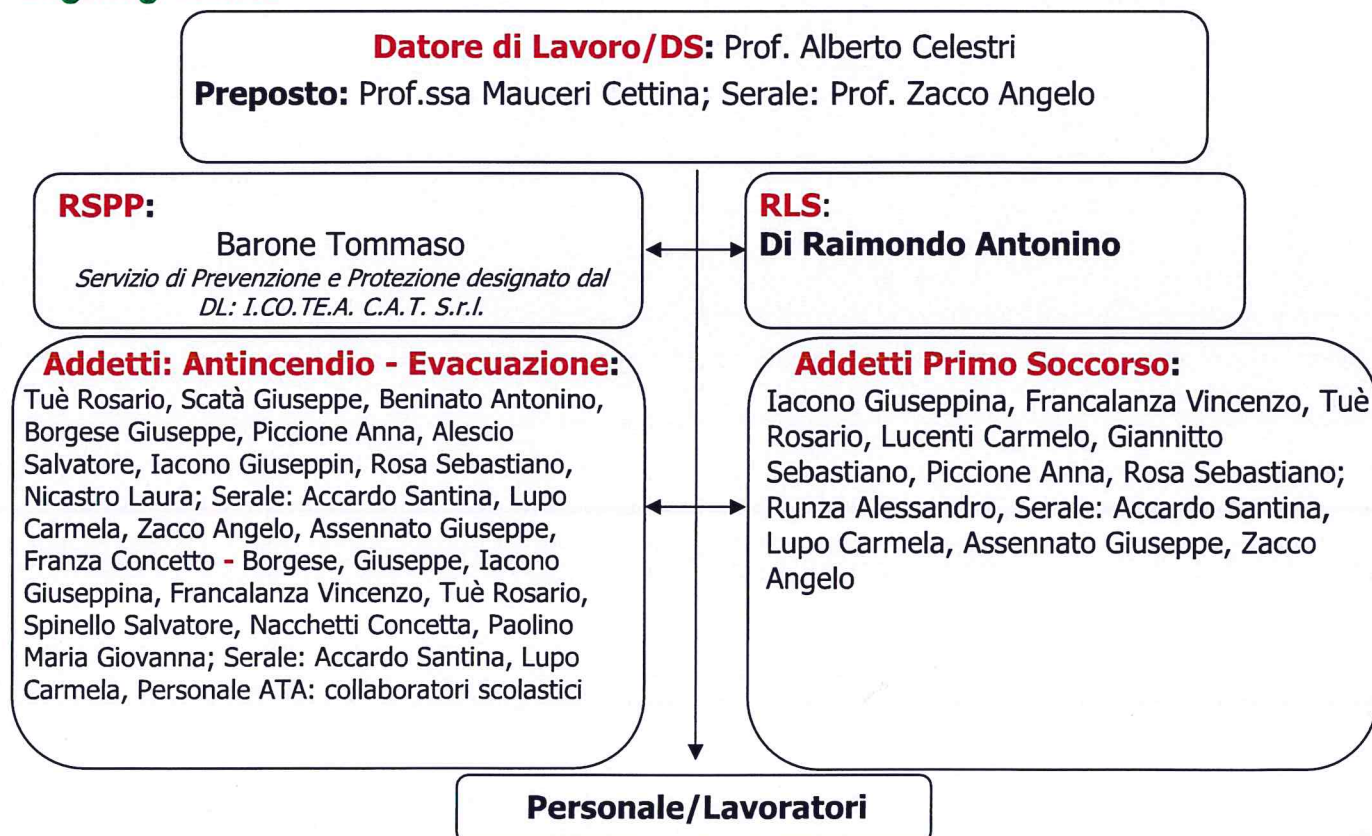 Datore di Lavoro/DS: Prof. Alberto Celestri
Preposto: Prof.ssa Mauceri Cettina; Serale: Prof. Zacco Angelo
RSPP:
Barone Tommaso
Servizio di Prevenzione e Protezione designato dal
DL: I.CO.TE.A. C.A.T. S.r.l.
RLS:
Di Raimondo Antonino
Addetti: Antincendio - Evacuazione:
Tuè Rosario, Scatà Giuseppe, Beninato Antonino,
Borgese Giuseppe, Piccione Anna, Alescio
Salvatore, Iacono Giuseppin, Rosa Sebastiano,
Nicastro Laura; Serale: Accardo Santina, Lupo
Carmela, Zacco Angelo, Assennato Giuseppe,
Franza Concetto - Borgese, Giuseppe, Iacono
Giuseppina, Francalanza Vincenzo, Tuè Rosario,
Spinello Salvatore, Nacchetti Concetta, Paolino
Maria Giovanna; Serale: Accardo Santina, Lupo
Carmela, Personale ATA: collaboratori scolastici
Addetti Primo Soccorso:
Iacono Giuseppina, Francalanza Vincenzo, Tuè
Rosario, Lucenti Carmelo, Giannitto
Sebastiano, Piccione Anna, Rosa Sebastiano;
Runza Alessandro, Serale: Accardo Santina,
Lupo Carmela, Assennato Giuseppe, Zacco
Angelo
Personale/Lavoratori